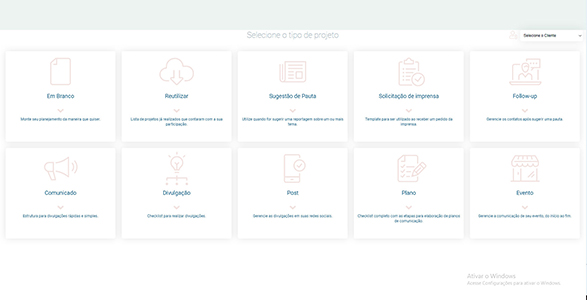 Selecione o tipo de projeto
Selecione o Cliente
Em Branco
Monte seu planejamento da maneira que quiser.
Reutilizar
Lista de projetos já realizados que contaram com a sua
participação.
Sugestão de Pauta
Utilize quando for sugerir uma reportagem sobre um ou mais
tema.
Solicitação de imprensa
Template para ser utilizado ao receber um pedido da
imprensa.
Follow-up
Gerencie os contatos após sugerir uma pauta.
Comunicado
Estrutura para divulgações rápidas e simples.
Divulgação
Checklist para realizar divulgações.
Post
Gerencie as divulgações em suas redes sociais.
Plano
Checklist completo com as etapas para elaboração de planos
de comunicação.
Evento
Gerencie a comunicação de seu evento, do início ao fim.
Ativar o Windows
Acesse Configurações para ativar o Windows.